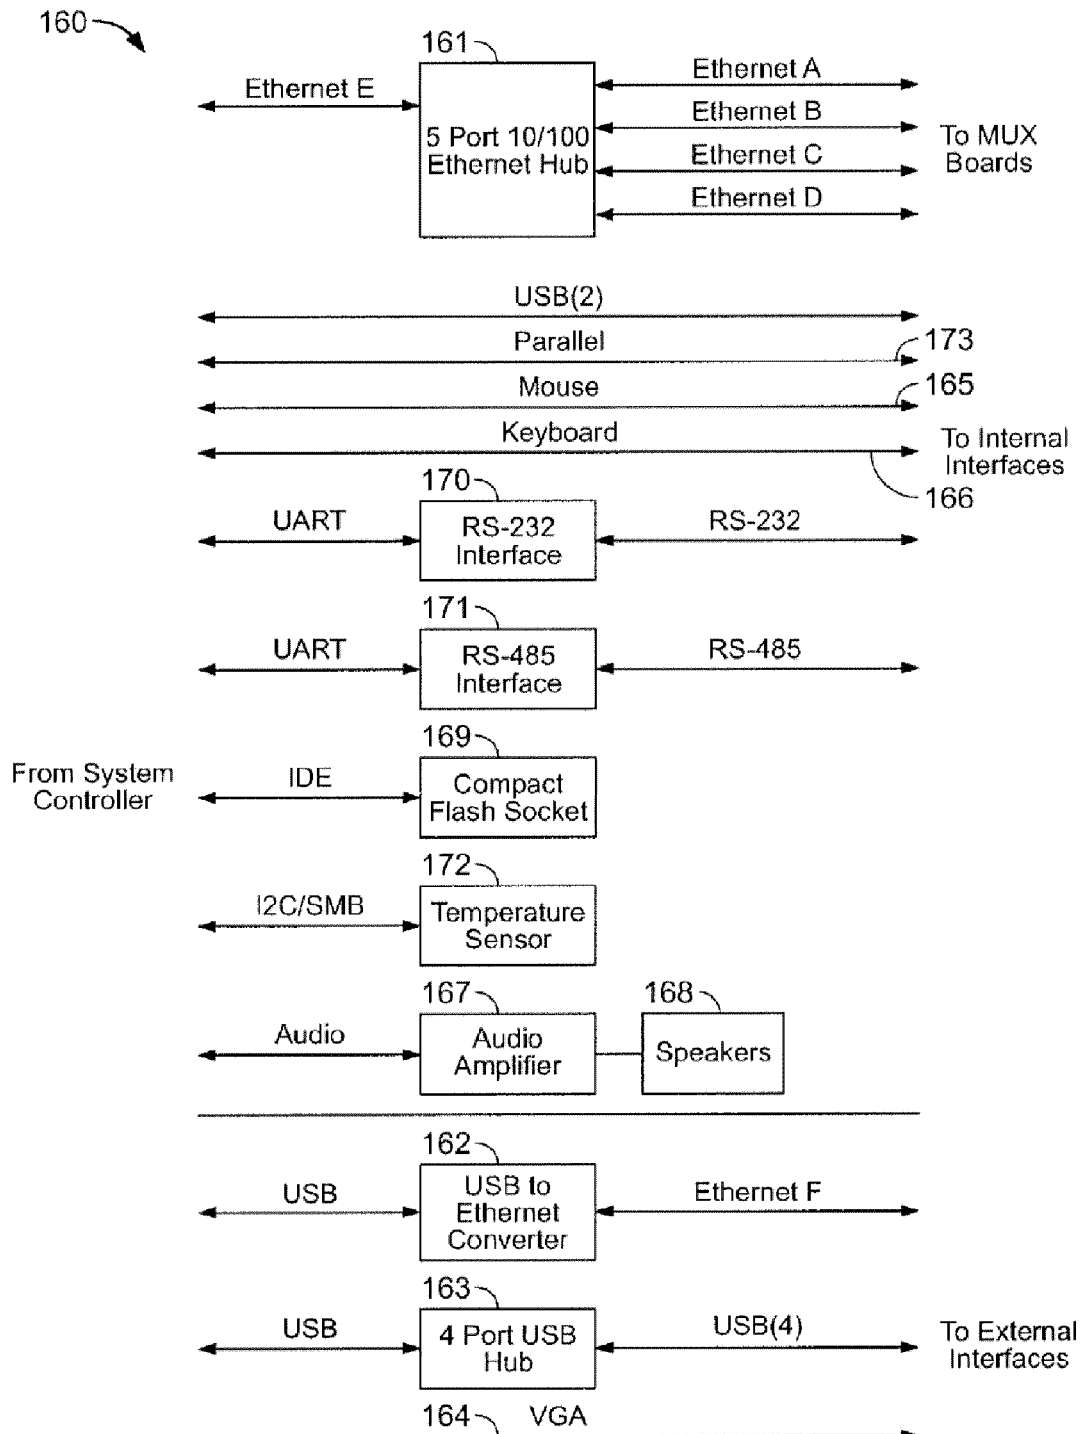 160
161
Ethernet E
5 Port 10/100
Ethernet Hub
Ethernet A
Ethernet B
Ethernet C
Ethernet D
To MUX
Boards
USB(2)
Parallel
173
Mouse
165
Keyboard
166
To Internal
Interfaces
170
UART
RS-232
Interface
RS-232
171
UART
RS-485
Interface
RS-485
From System
Controller
169
IDE
Compact
Flash Socket
172
I2C/SMB
Temperature
Sensor
167
Audio
Audio
Amplifier
168
Speakers
162
USB
USB to
Ethernet
Converter
Ethernet F
163
USB
4 Port USB
Hub
USB(4)
To External
Interfaces
164
VGA